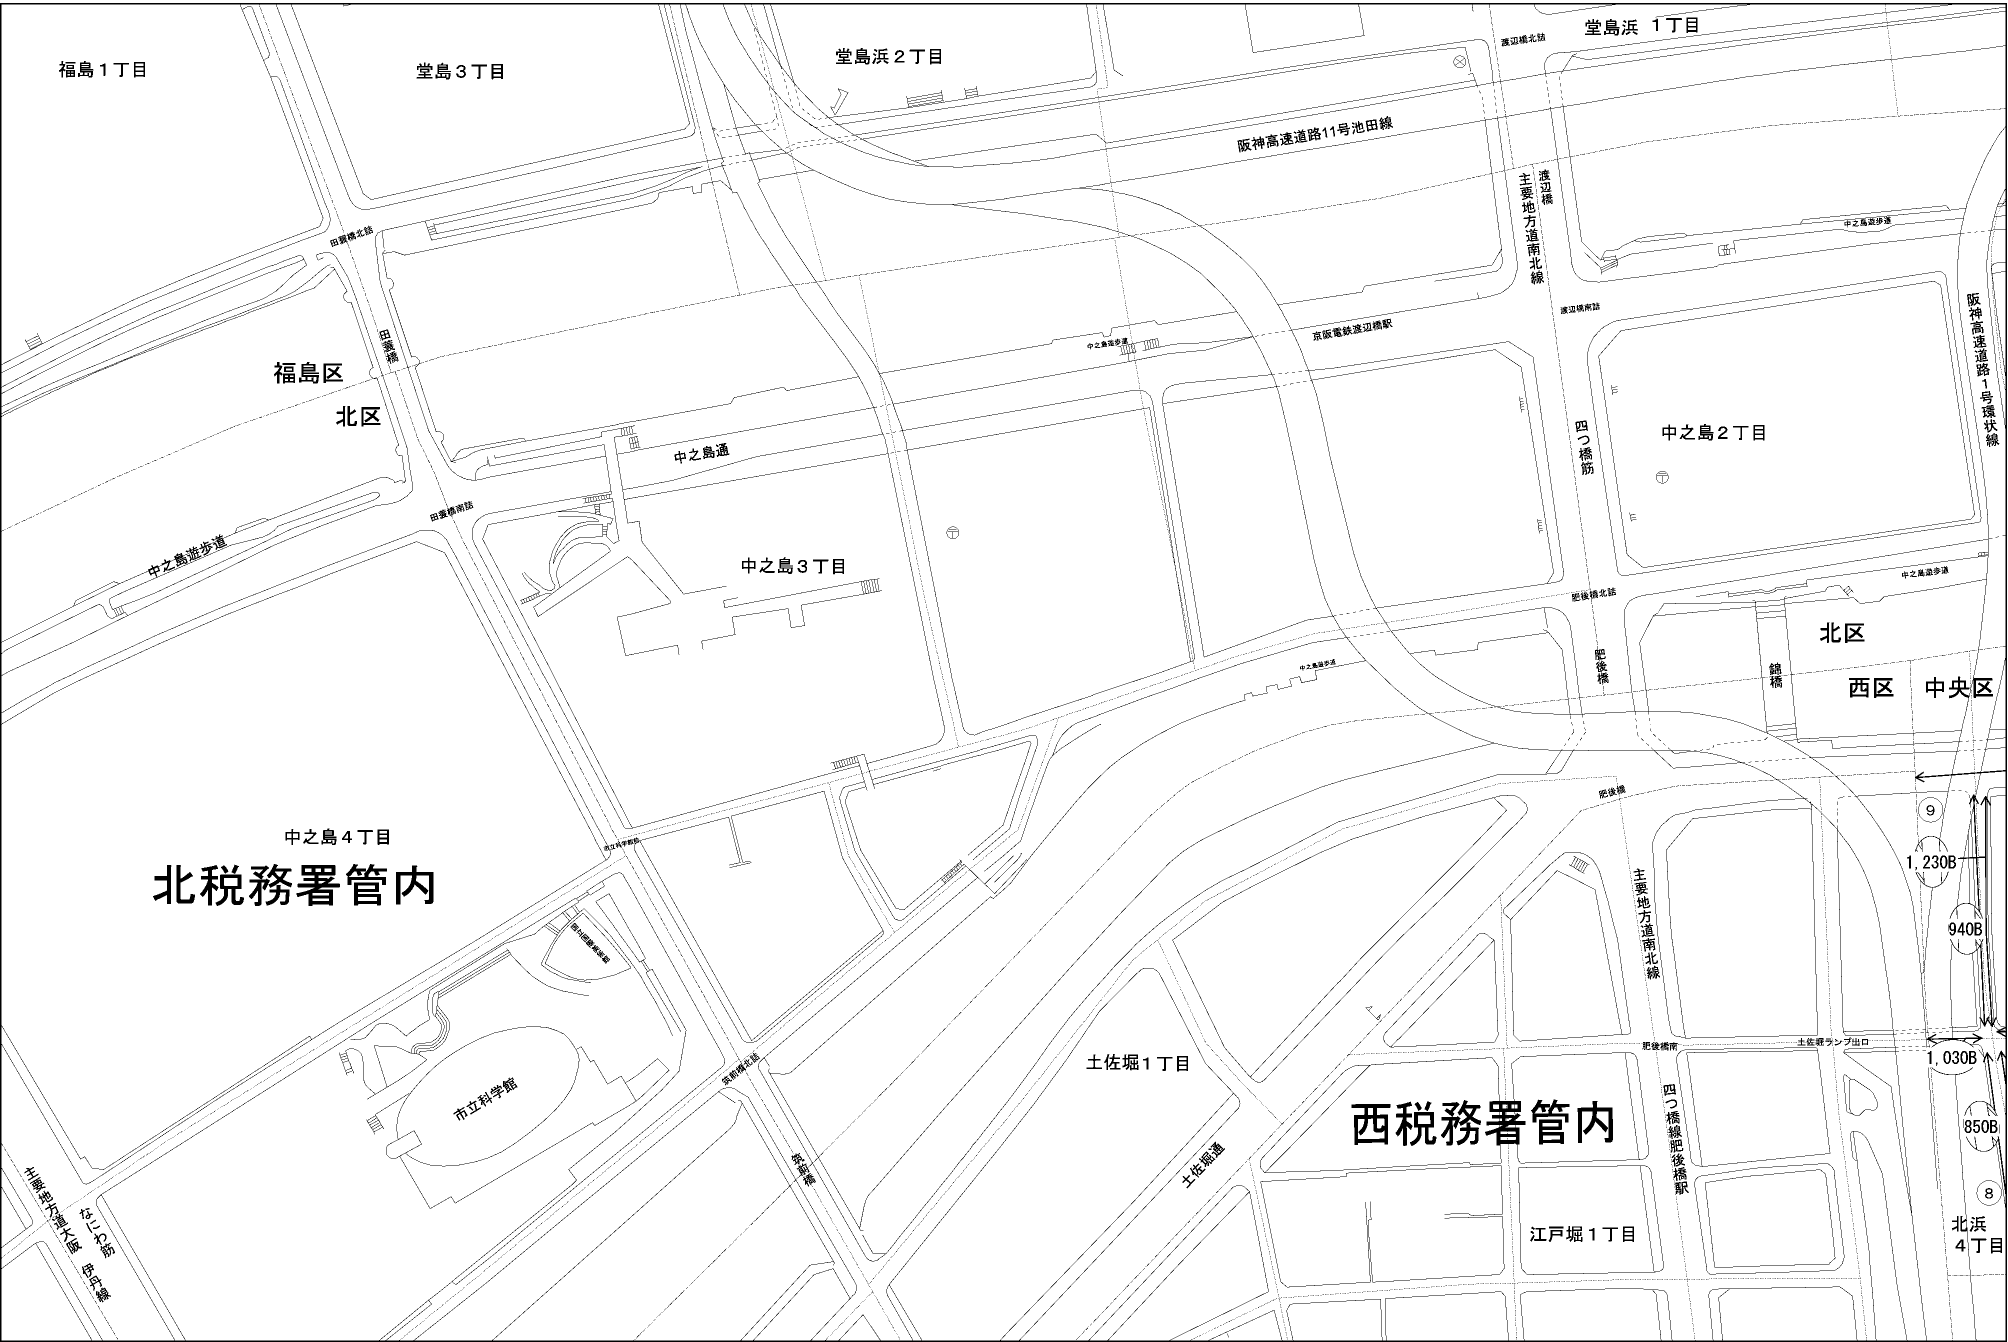 堂島浜 １丁目
渡辺橋北詰
堂島浜２丁目
福島１丁目
堂島３丁目
阪神高速道路11号池田線
渡辺橋
主要地方道南北線
中之島遊歩道
田蓑橋北詰
渡辺橋南詰
京阪電鉄渡辺橋駅
中之島遊歩道
田蓑橋
阪神高速道路1号環状線
福島区
北区
中之島２丁目
四つ橋筋
中之島通
田蓑橋南詰
中之島遊歩道
中之島３丁目
中之島遊歩道
肥後橋北詰
北区
肥後橋
中之島遊歩道
錦橋
西区
中央区
肥後橋
9
中之島４丁目
市立科学館前
1,230B
北税務署管内
主要地方道南北線
940B
国立国際美術館
肥後橋南
土佐堀ランプ出口
1,030B
土佐堀１丁目
筑前橋北詰
市立科学館
西税務署管内
850B
四つ橋線肥後橋駅
筑前橋
土佐堀通
8
主要地方道大阪 伊丹線
なにわ筋
江戸堀１丁目
北浜
４丁目